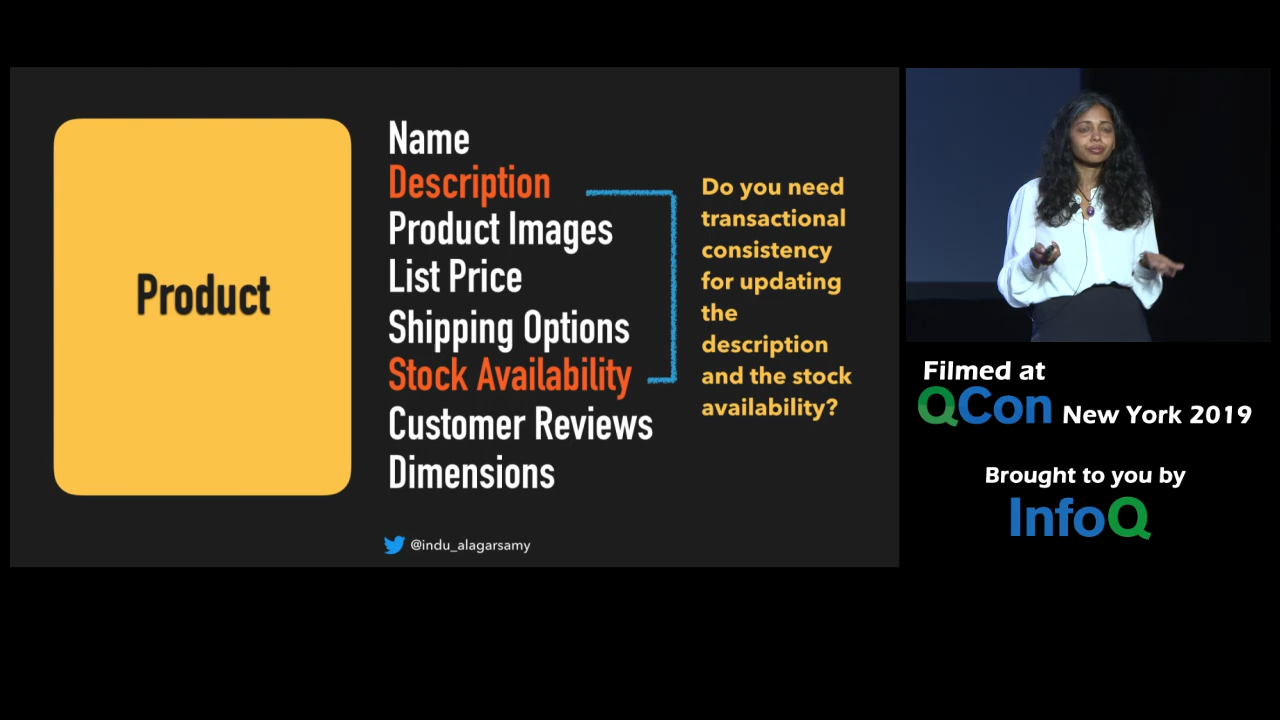 Product
Name
Description
Product Images
List Price
Shipping Options
Stock Availability
Customer Reviews
Dimensions
Do you need
transactional
consistency
for updating
the
description
and the stock
availability?
@indu_alagarsamy
Filmed at
QCon New York 2019
Brought to you by
InfoQ